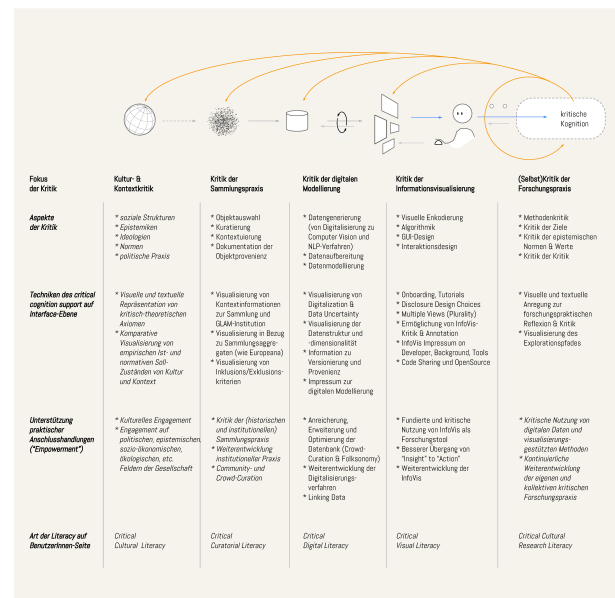 kritische
Kognition
Fokus
der Kritik
Kultur- &
Kontextkritik
Kritik der
Sammlungspraxis
Kritik der digitalen
Modellierung
Kritik der
Informationsvisualisierung
(Selbst)Kritik der
Forschungspraxis
Aspekte
der Kritik
* soziale Strukturen
* Epistemiken
* Ideologien
* Normen
* politische Praxis
* Objektauswahl
* Kuratierung
* Kontextuierung
* Dokumentation der
Objektprovenienz
* Datengenerierung
(von Digitalisierung zu
Computer Vision und
NLP-Verfahren)
* Datenaufbereitung
* Datenmodellierung
* Visuelle Enkodierung
* Algorithmik
* GUI-Design
* Interaktionsdesign
* Methodenkritik
* Kritik der Ziele
* Kritik der epistemischen
Normen & Werte
* Kritik der Kritik
Techniken des critical
cognition support auf
Interface-Ebene
* Visuelle und textuelle
Repräsentation von
kritisch-theoretischen
Axiomen
* Komparative
Visualisierung von
empirischen Ist- und
normativen Soll-
Zuständen von Kultur
und Kontext
* Visualisierung von
Kontextinformationen
zur Sammlung und
GLAM-Institution
* Visualisierung in Bezug
zu Sammlungsaggre-
gaten (wie Europeana)
* Visualisierung von
Inklusions/Exklusions-
kriterien
* Visualisierung von
Digitalization &
Data Uncertainty
* Visualisierung der
Datenstruktur und
-dimensionalität
* Information zu
Versionierung und
Provenienz
* Impressum zur
digitalen Modellierung
* Onboarding, Tutorials
* Disclosure Design Choices
* Multiple Views (Plurality)
* Ermöglichung von InfoVis-
Kritik & Annotation
* InfoVis Impressum on
Developer, Background, Tools
* Code Sharing und OpenSource
* Visuelle und textuelle
Anregung zur
forschungspraktischen
Reflexion & Kritik
* Visualisierung des
Explorationspfades
Unterstützung
praktischer
Anschlusshandlungen
("Empowerment")
* Kulturelles Engagement
* Engagement auf
politischen, epistemischen,
sozio-ökonomischen,
ökologischen, etc.
Feldern der Gesellschaft
* Kritik der (historischen
und institutionellen)
Sammlungspraxis
* Weiterentwicklung
institutioneller Praxis
* Community- und
Crowd-Curation
* Anreicherung,
Erweiterung und
Optimierung der
Datenbank (Crowd-
Curation & Folksonomy)
* Weiterentwicklung der
Digitalisierungs-
verfahren
* Linking Data
* Fundierte und kritische
Nutzung von InfoVis als
Forschungstool
* Besserer Übergang von
"Insight" to "Action"
* Weiterentwicklung der
InfoVis
* Kritische Nutzung von
digitalen Daten und
visualisierungs-
gestützten Methoden
* Kontinuierliche
Weiterentwicklung
der eigenen und
kollektiven kritischen
Forschungspraxis
Art der Literacy auf
BenutzerInnen-Seite
Critical
Cultural Literacy
Critical
Curatorial Literacy
Critical
Digital Literacy
Critical
Visual Literacy
Critical Cultural
Research Literacy